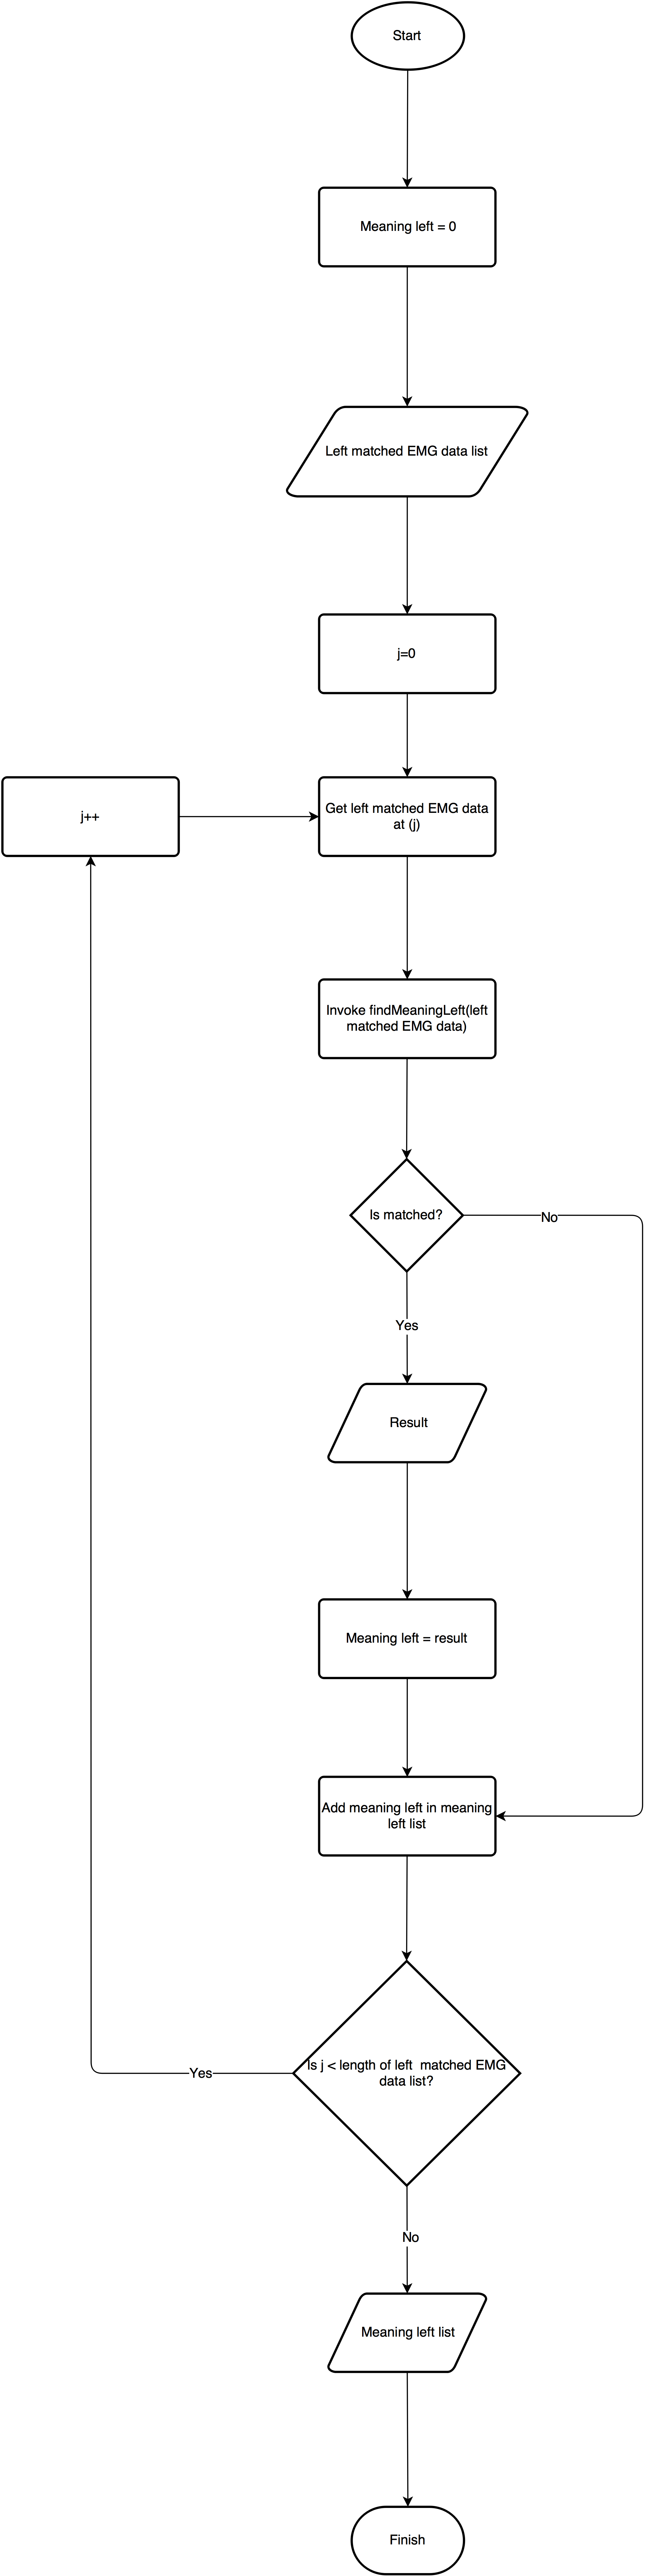 Start
Meaning left = 0
Left matched EMG data list
j=0
j++
Get left matched EMG data
at (j)
Invoke findMeaningLeft(left
matched EMG data)
Is matched?
No
Yes
Result
Meaning left = result
Add meaning left in meaning
left list
Is j < length of left  matched EMG
data list?
Yes
No
Meaning left list
Finish